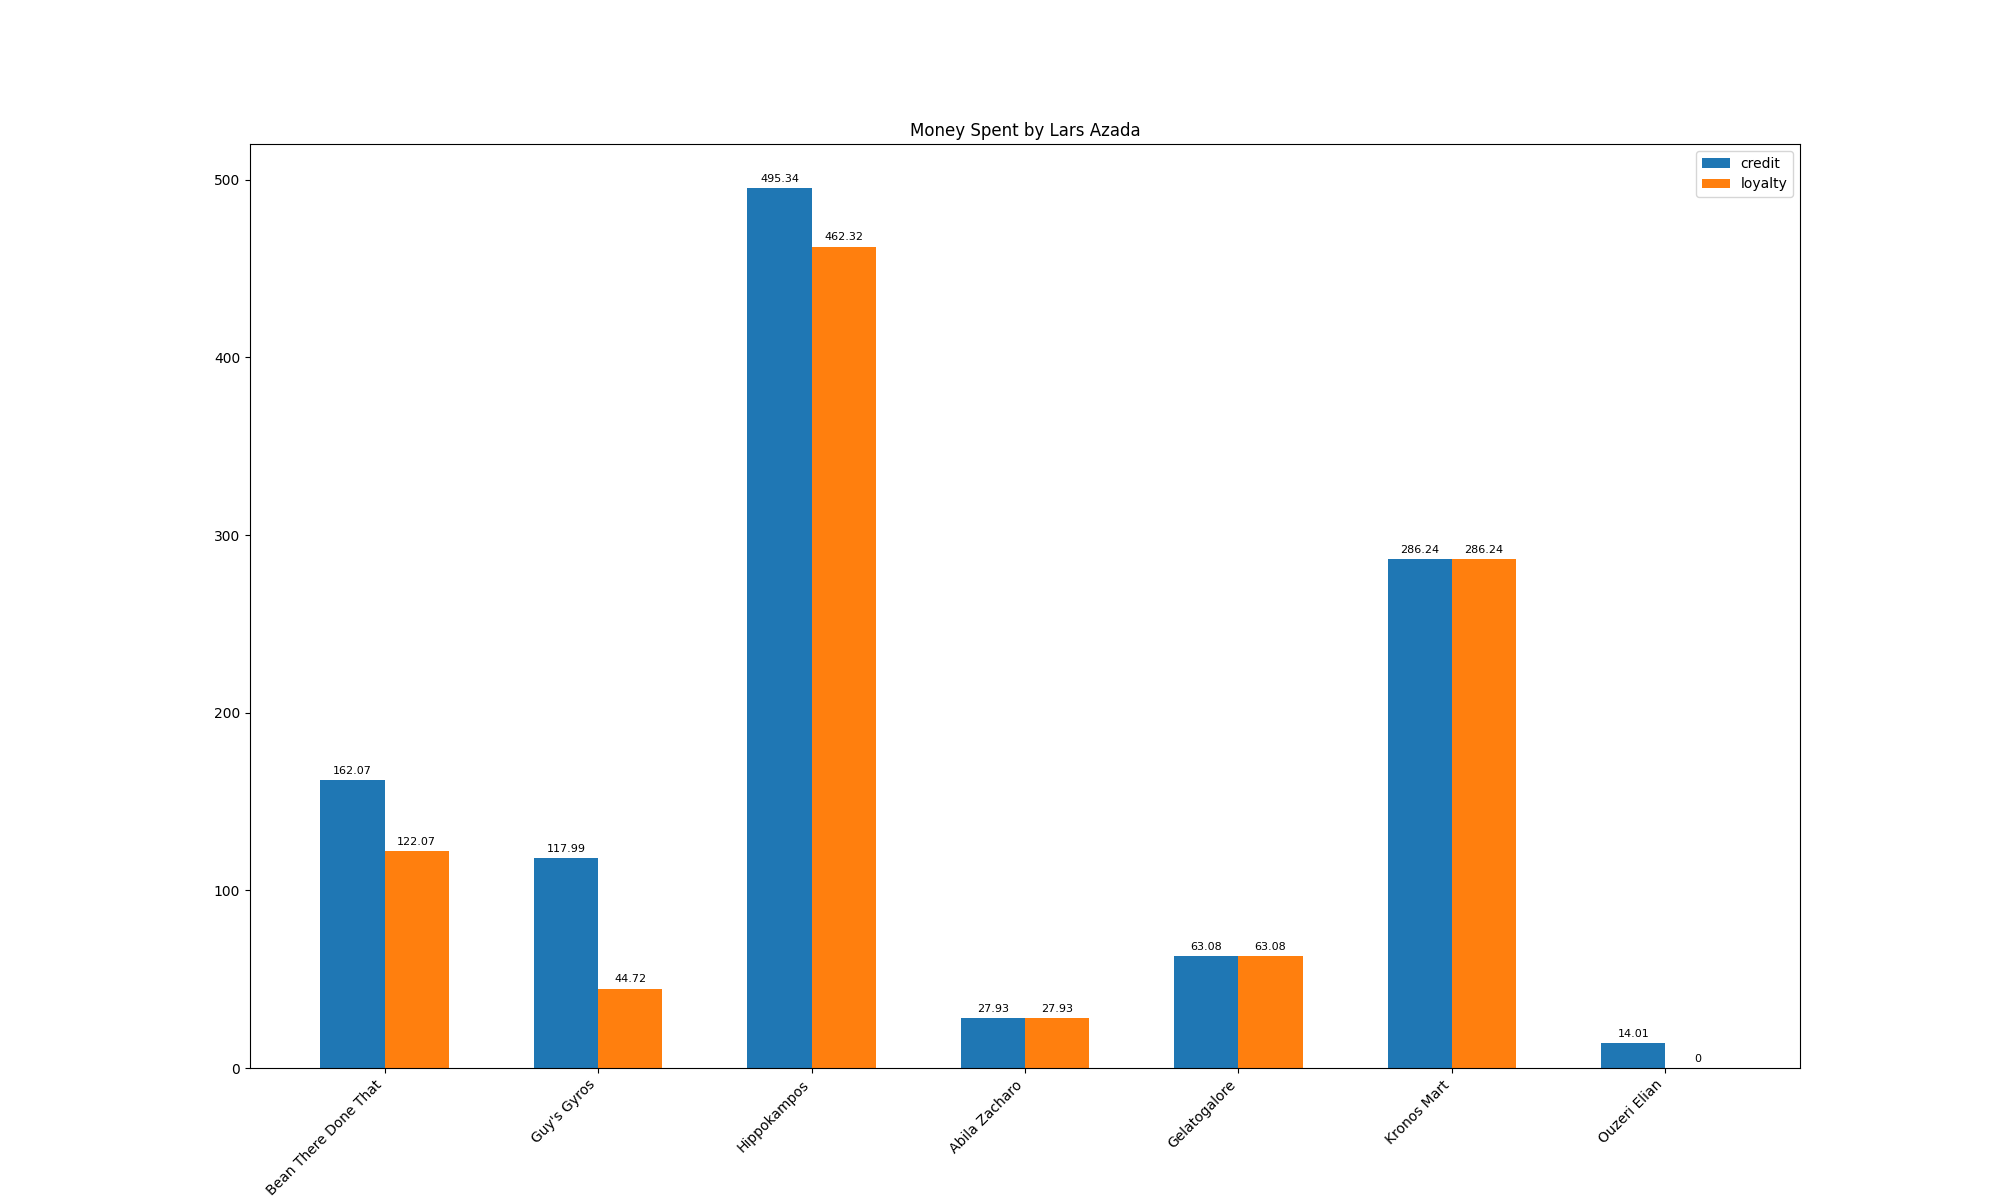 Money Spent by Lars Azada
credit
loyalty
500
400
300
200
100
0
162.07
122.07
117.99
44.72
495.34
462.32
27.93
27.93
63.08
63.08
286.24
286.24
14.01
0
Bean There Done That
Guy's Gyros
Hippokampos
Abila Zacharo
Gelatogalore
Kronos Mart
Ouzeri Elian